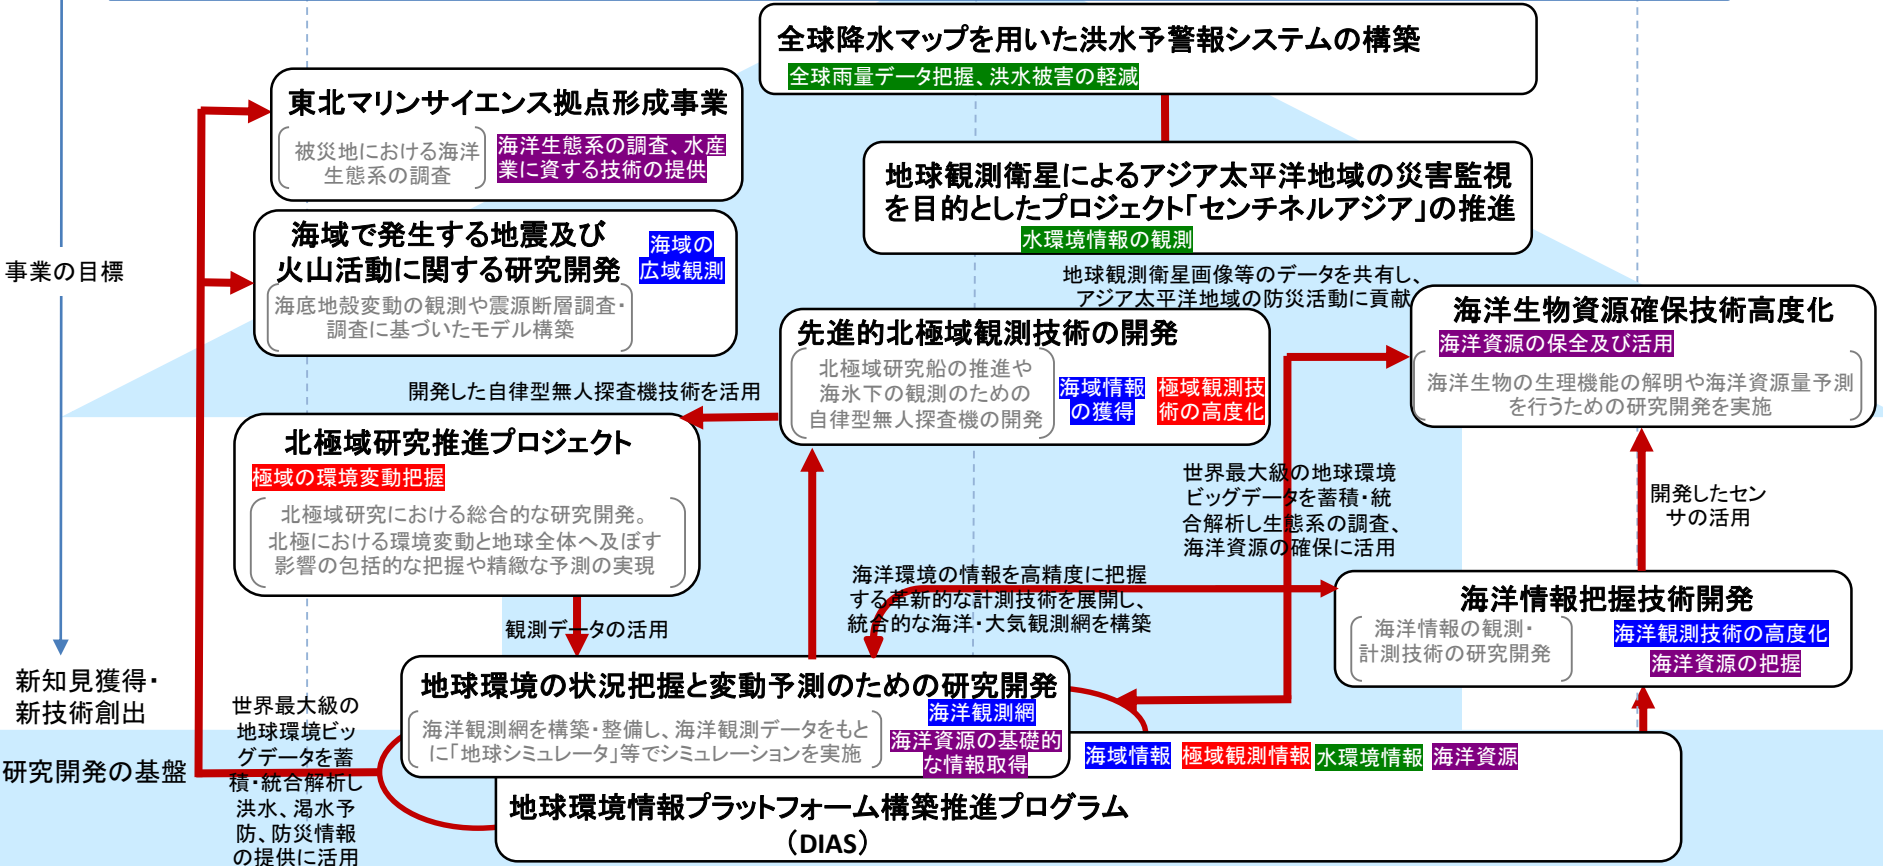 全球降水マップを用いた洪水予警報システムの構築
全球雨量データ把握、洪水被害の軽減
東北マリンサイエンス拠点形成事業
被災地における海洋
生態系の調査
海洋生態系の調査、水産
業に資する技術の提供
地球観測衛星によるアジア太平洋地域の災害監視
を目的としたプロジェクト「センチネルアジア」の推進
水環境情報の観測
海域で発生する地震及び
火山活動に関する研究開発
海域の
広域観測
海底地殻変動の観測や震源断層調査・
調査に基づいたモデル構築
事業の目標
地球観測衛星画像等のデータを共有し、
アジア太平洋地域の防災活動に貢献
先進的北極域観測技術の開発
北極域研究船の推進や
海氷下の観測のための
自律型無人探査機の開発
海域情報
の獲得
極域観測技
術の高度化
海洋生物資源確保技術高度化
海洋資源の保全及び活用
海洋生物の生理機能の解明や海洋資源量予測
を行うための研究開発を実施
開発した自律型無人探査機技術を活用
北極域研究推進プロジェクト
極域の環境変動把握
北極域研究における総合的な研究開発。
北極における環境変動と地球全体へ及ぼす
影響の包括的な把握や精緻な予測の実現
世界最大級の地球環境
ビッグデータを蓄積・統
合解析し生態系の調査、
海洋資源の確保に活用
開発したセン
サの活用
海洋環境の情報を高精度に把握
する革新的な計測技術を展開し、
統合的な海洋・大気観測網を構築
観測データの活用
海洋情報把握技術開発
海洋情報の観測・
計測技術の研究開発
海洋観測技術の高度化
海洋資源の把握
新知見獲得・
新技術創出
地球環境の状況把握と変動予測のための研究開発
海洋観測網を構築・整備し、海洋観測データをもと
に「地球シミュレータ」等でシミュレーションを実施
海洋観測網
海洋資源の基礎的
な情報取得
世界最大級の
地球環境ビッ
グデータを蓄
積・統合解析し
洪水、渇水予
防、防災情報
の提供に活用
研究開発の基盤
海域情報
極域観測情報
水環境情報
海洋資源
地球環境情報プラットフォーム構築推進プログラム
（DIAS）